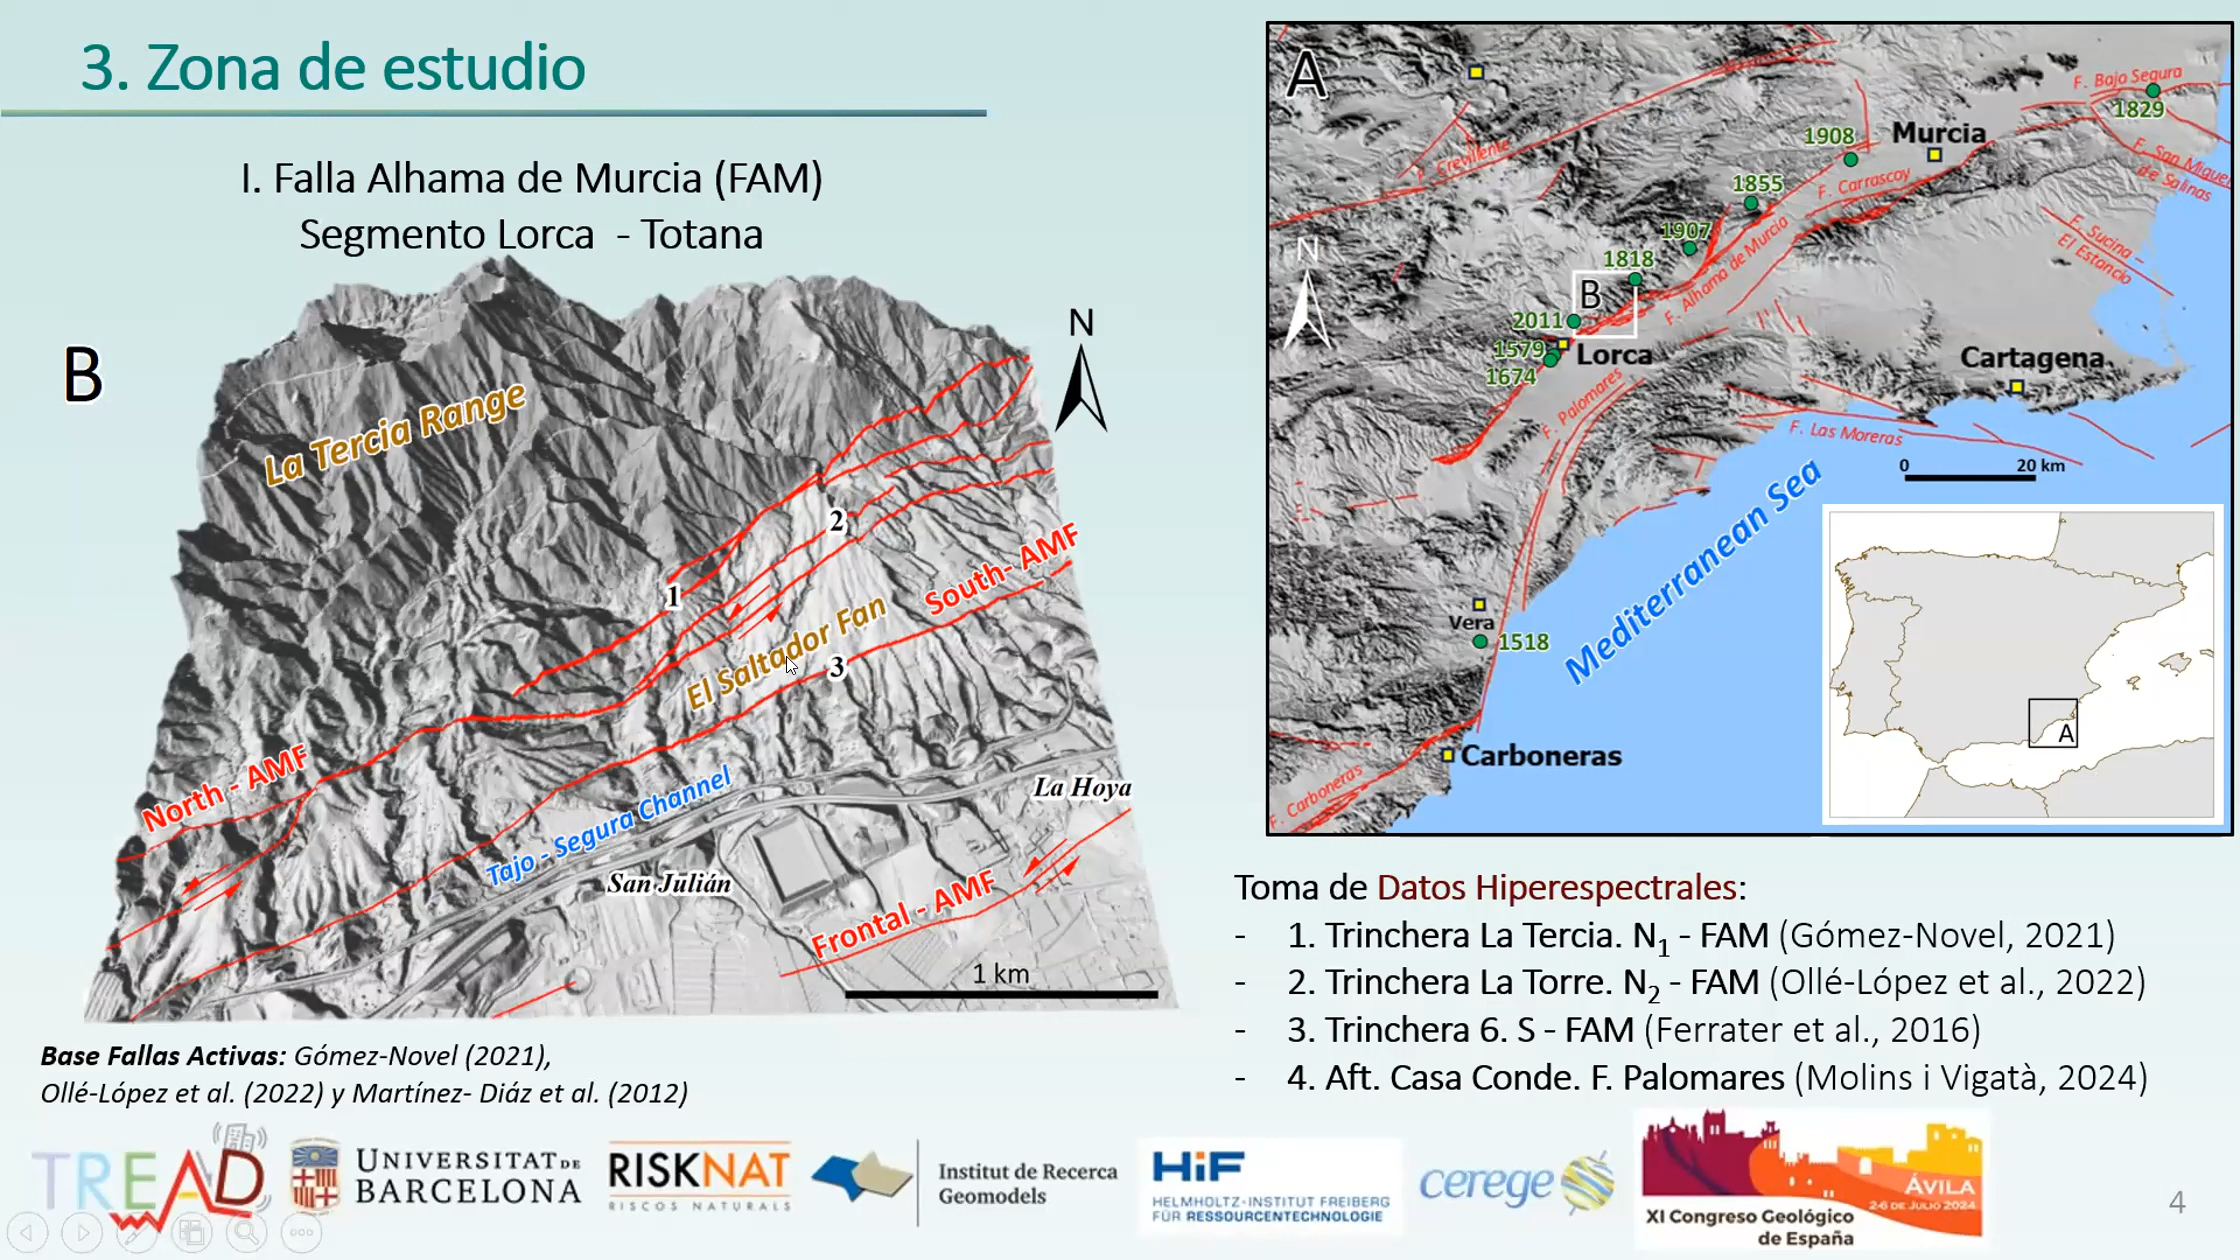 3. Zona de estudio
I. Falla Alhama de Murcia (FAM)
Segmento Lorca - Totana
B
N
La Tercia Range
1
2
3
South- AMF
El Saltador Fan
North - AMF
Tajo - Segura Channel
La Hoya
San Julián
Frontal - AMF
1 km
Base Fallas Activas: Gómez-Novel (2021),
Ollé-López et al. (2022) y Martínez- Diáz et al. (2012)
A
N
F. Crevillente
F. Bajo Segura
1829
F. San Miguel
de Salinas
1908
Murcia
1855
F. Carrascoy
1907
1818
F. Alhama de Murcia
F. Sucina -
El Estancio
B
2011
1579
1674
Lorca
F. Palomares
Cartagena
F. Las Moreras
0 20 km
Mediterranean Sea
Vera
1518
Carboneras
F. Carboneras
A
Toma de Datos Hiperespectrales:
- 1. Trinchera La Tercia. N1 - FAM (Gómez-Novel, 2021)
- 2. Trinchera La Torre. N2 - FAM (Ollé-López et al., 2022)
- 3. Trinchera 6. S - FAM (Ferrater et al., 2016)
- 4. Aft. Casa Conde. F. Palomares (Molins i Vigatà, 2024)
TREAD
UNIVERSITAT DE
BARCELONA
RISKNAT
RISCOS NATURALS
Institut de Recerca
Geomodels
HiF
HELMHOLTZ-INSTITUT FREIBERG
FÜR RESSOURCENTECHNOLOGIE
cerege
ÁVILA
2-6 DE JULIO 2024
XI Congreso Geológico
de España
4